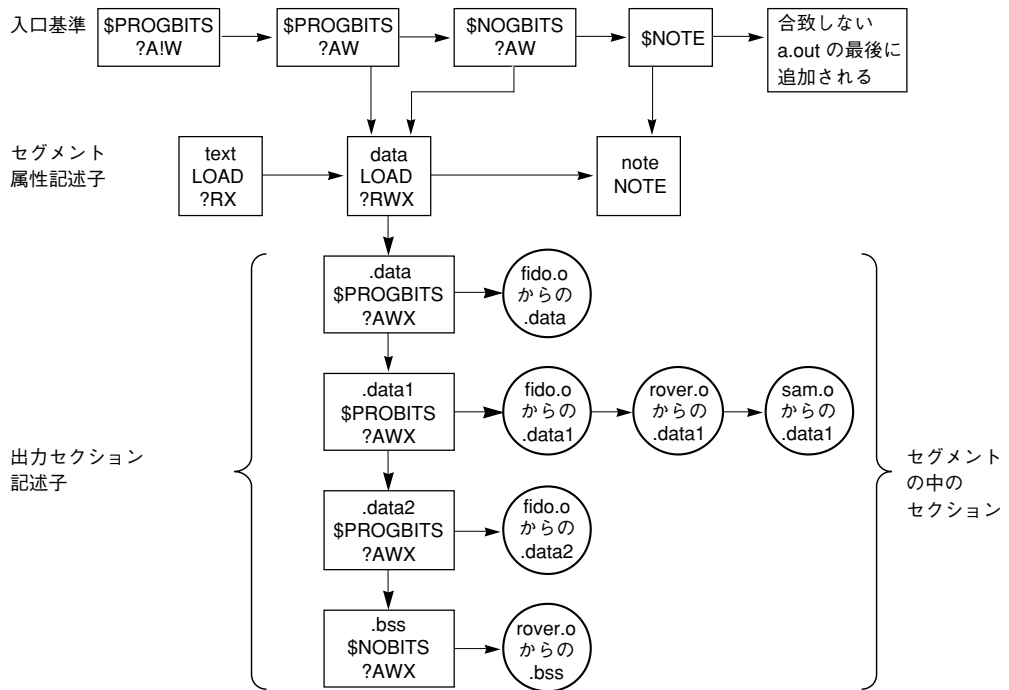 入口基準
$PROGBITS
?A!W
$PROGBITS
?AW
$NOGBITS
?AW
$NOTE
合致しない
a.out の最後に
追加される
セグメント
属性記述子
text
LOAD
?RX
data
LOAD
?RWX
note
NOTE
.data
$PROGBITS
?AWX
fido.o
からの
.data
.data1
$PROBITS
?AWX
fido.o
からの
.data1
rover.o
からの
.data1
sam.o
からの
.data1
出力セクション
記述子
セグメント
の中の
セクション
.data2
$PROGBITS
?AWX
fido.o
からの
.data2
.bss
$NOBITS
?AWX
rover.o
からの
.bss